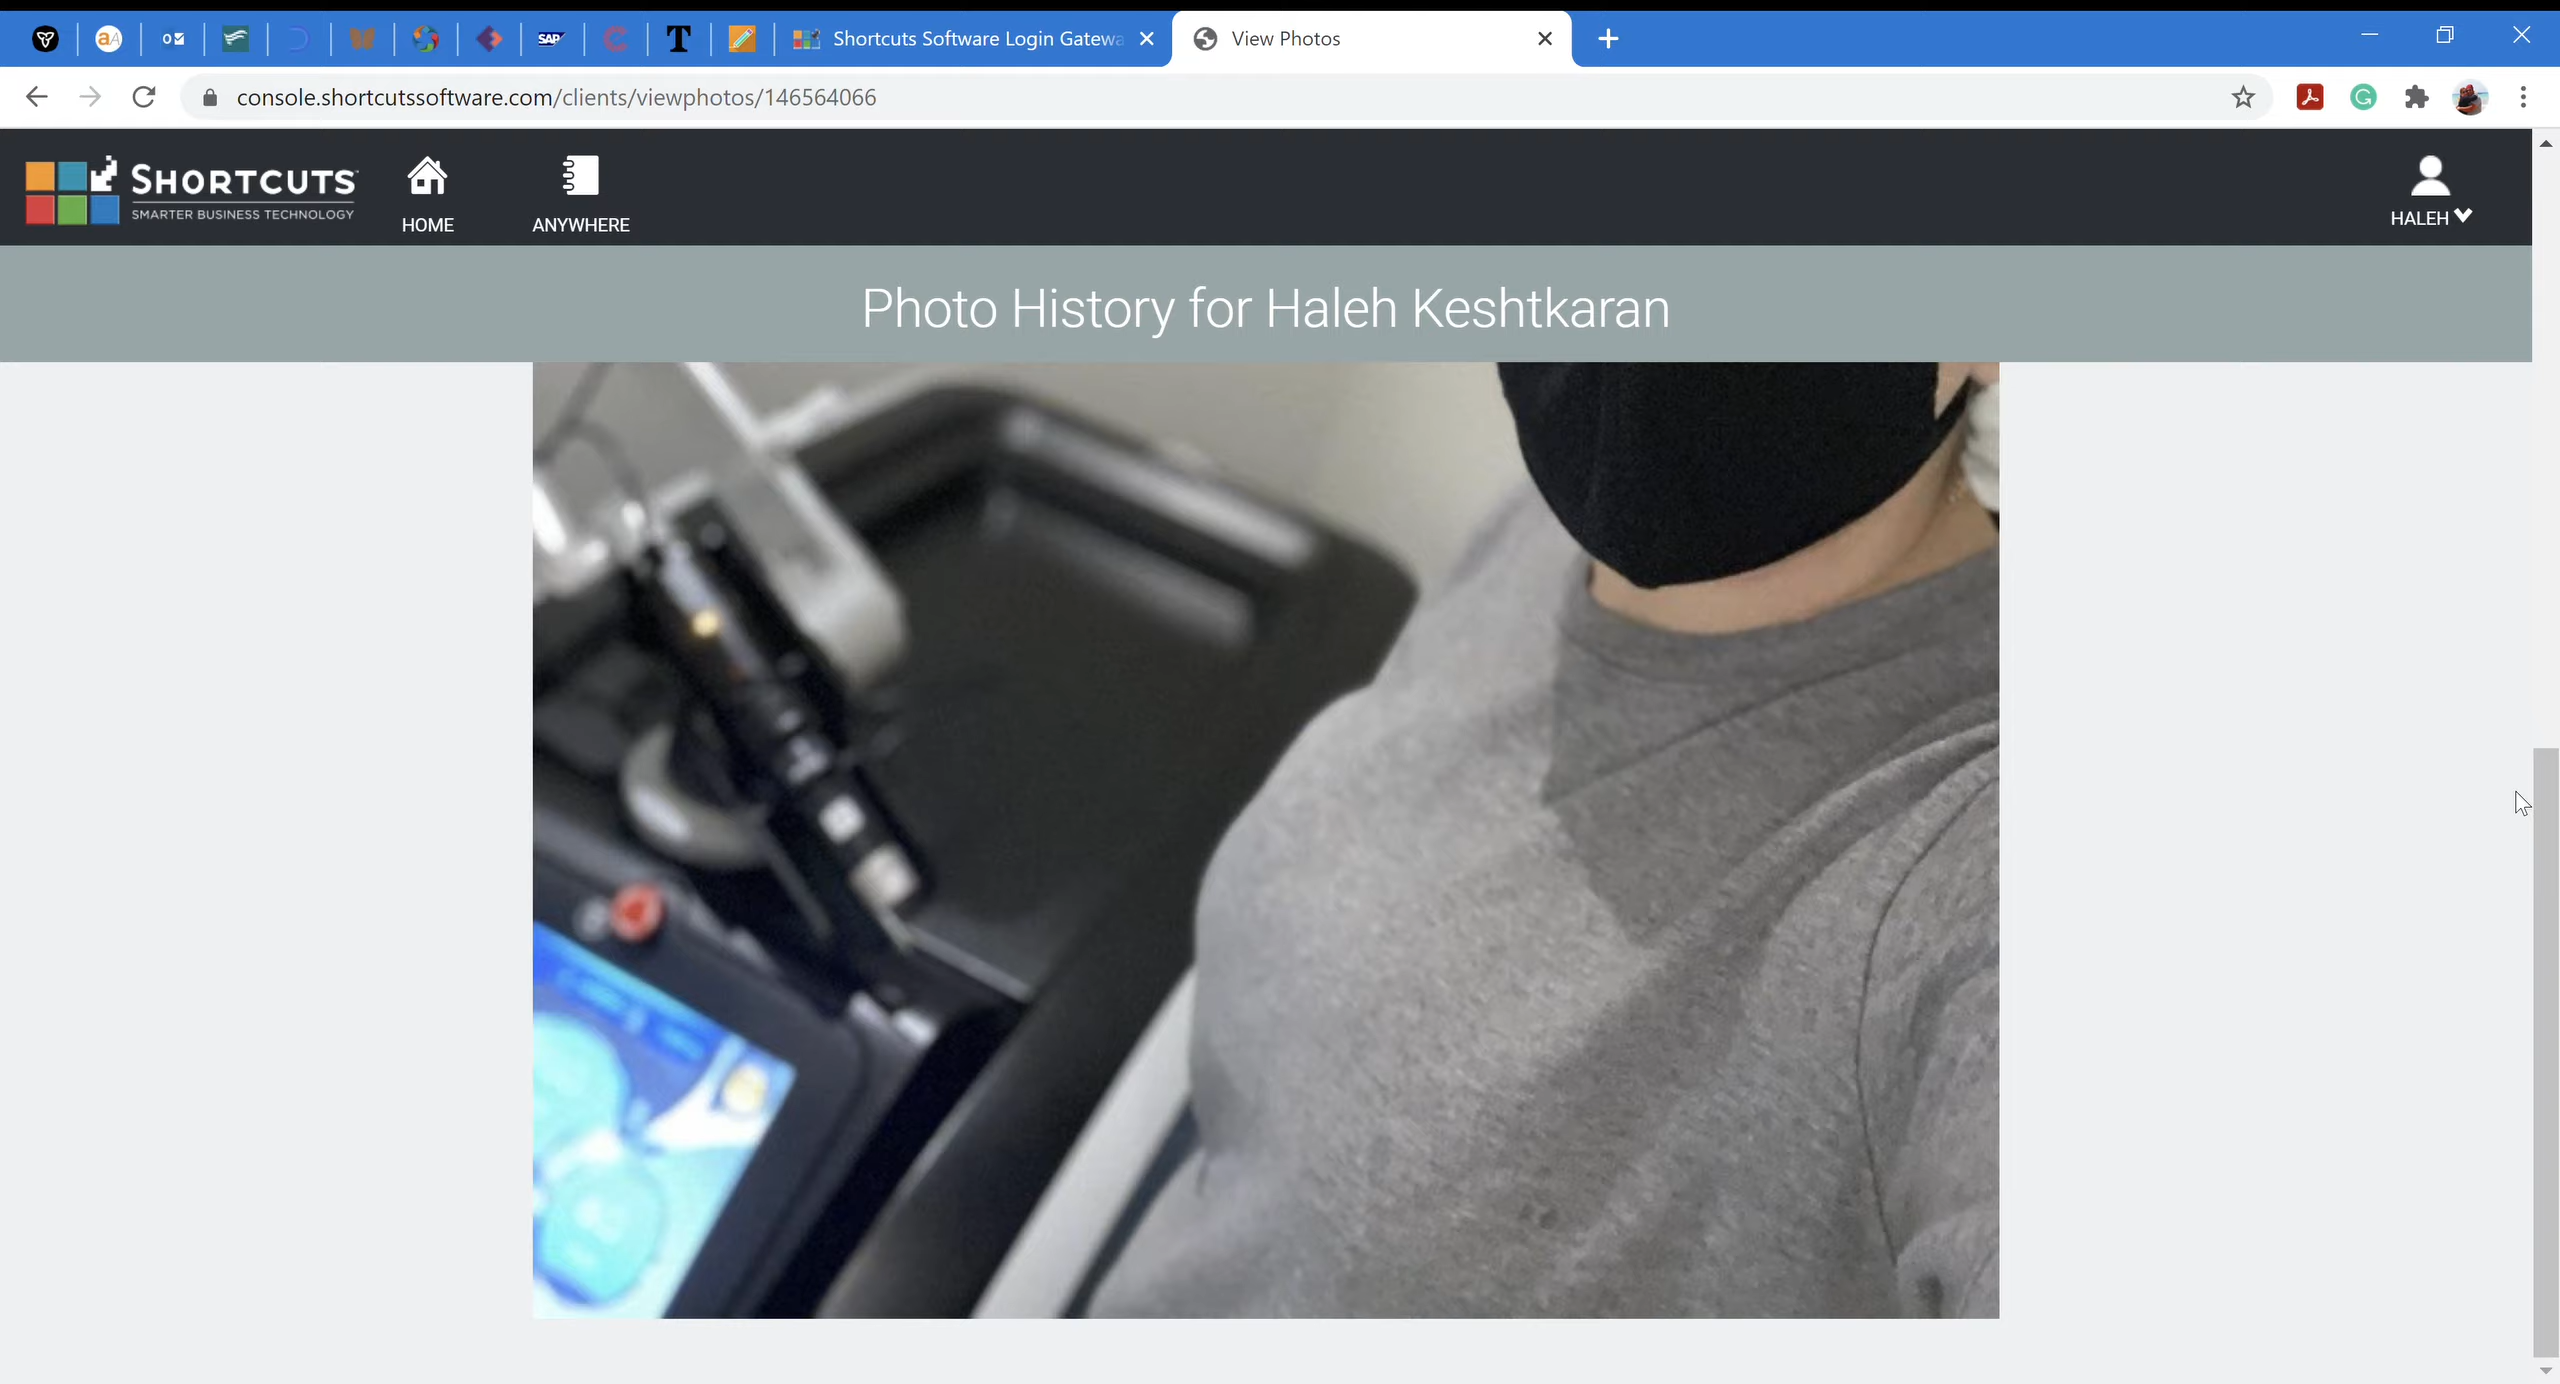 Shortcuts Software Login Gatewa
View Photos
console.shortcutssoftware.com/clients/viewphotos/146564066
SHORTCUTS
SMARTER BUSINESS TECHNOLOGY
HOME
ANYWHERE
HALEH
Photo History for Haleh Keshtkaran
SAP